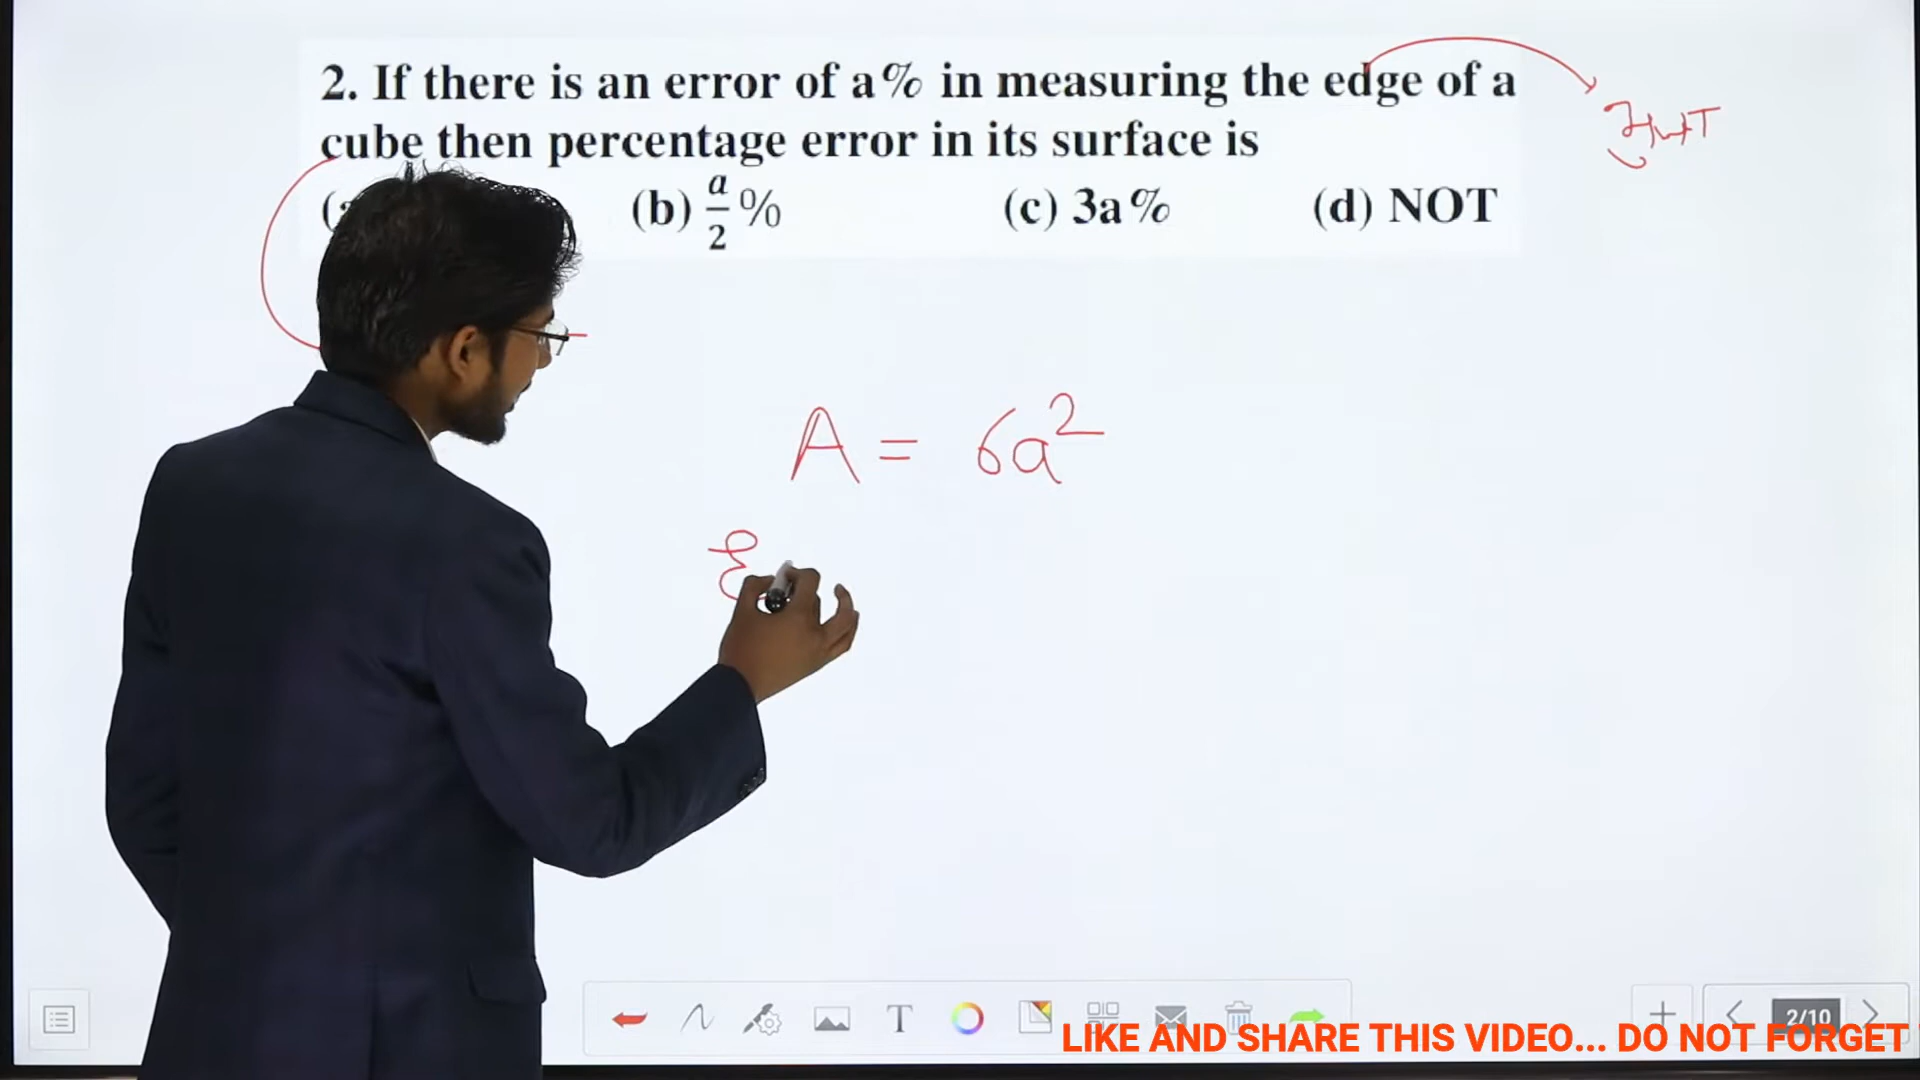 2. If there is an error of a% in measuring the edge of a
cube then percentage error in its surface is
(b) a/2 % (c) 3a% (d) NOT
A = 6a²
T
2/10
LIKE AND SHARE THIS VIDEO... DO NOT FORGET